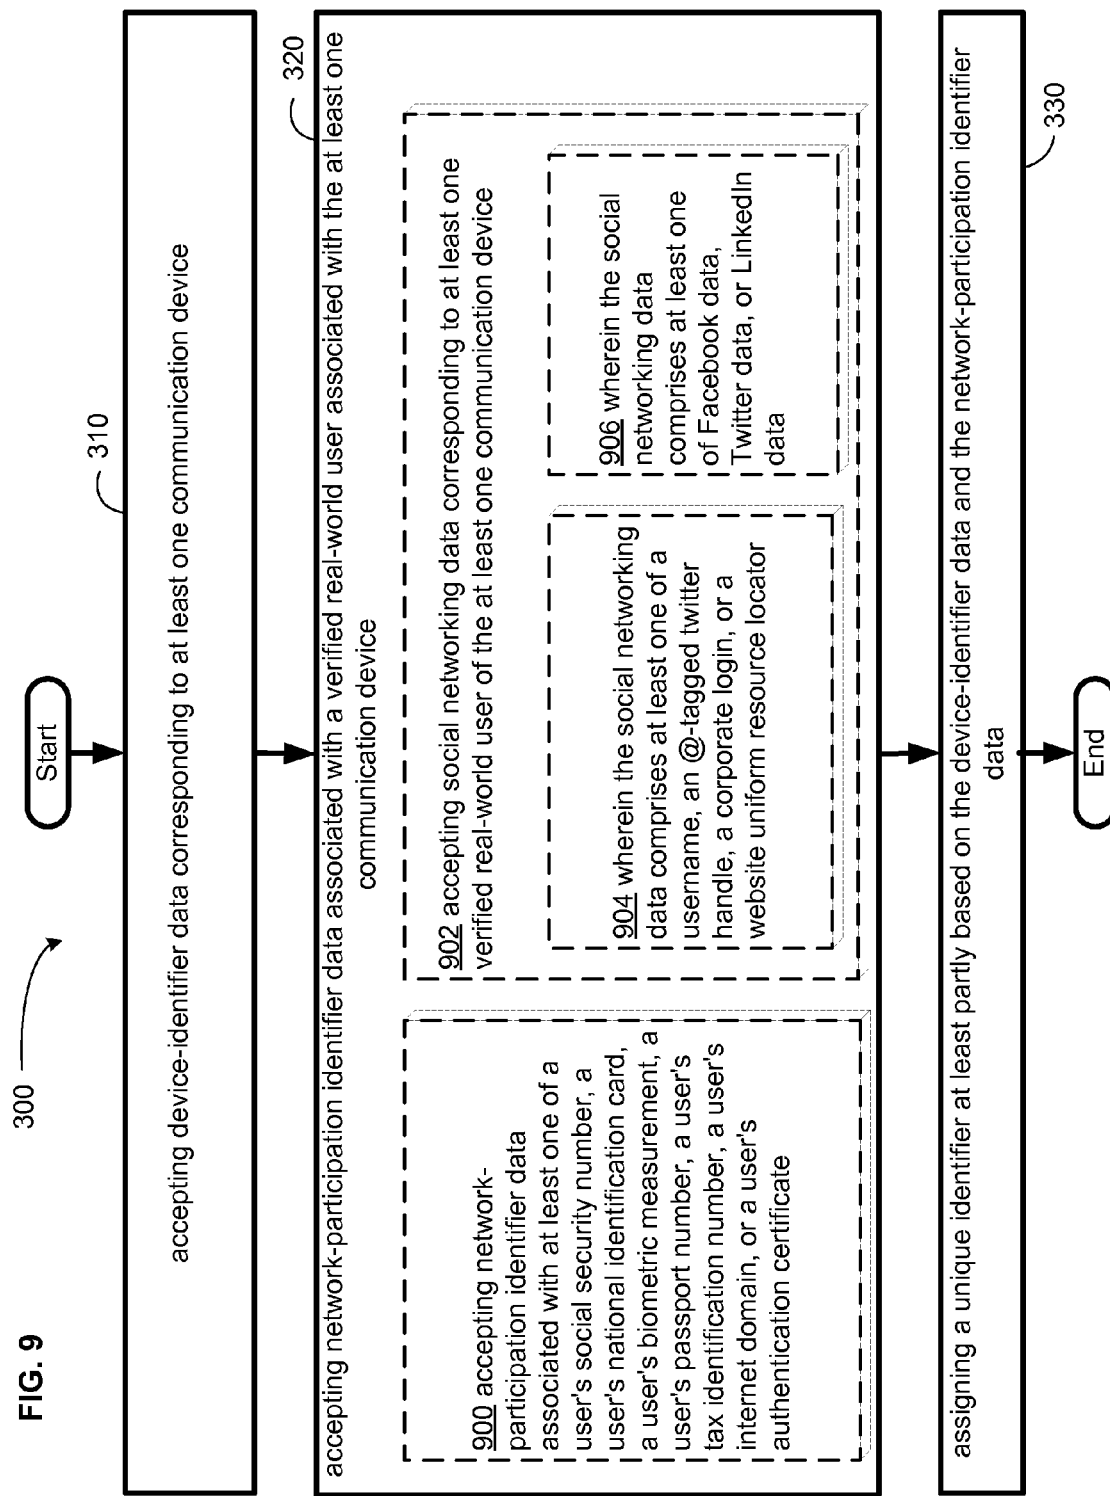 FIG. 9
300
Start
310
accepting device-identifier data corresponding to at least one communication device
320
accepting network-participation identifier data associated with a verified real-world user associated with the at least one
communication device
900 accepting network-
participation identifier data
associated with at least one of a
user's social security number, a
user's national identification card,
a user's biometric measurement, a
user's passport number, a user's
tax identification number, a user's
internet domain, or a user's
authentication certificate
902 accepting social networking data corresponding to at least one
verified real-world user of the at least one communication device
904 wherein the social networking
data comprises at least one of a
username, an @-tagged twitter
handle, a corporate login, or a
website uniform resource locator
906 wherein the social
networking data
comprises at least one
of Facebook data,
Twitter data, or LinkedIn
data
330
assigning a unique identifier at least partly based on the device-identifier data and the network-participation identifier
data
End